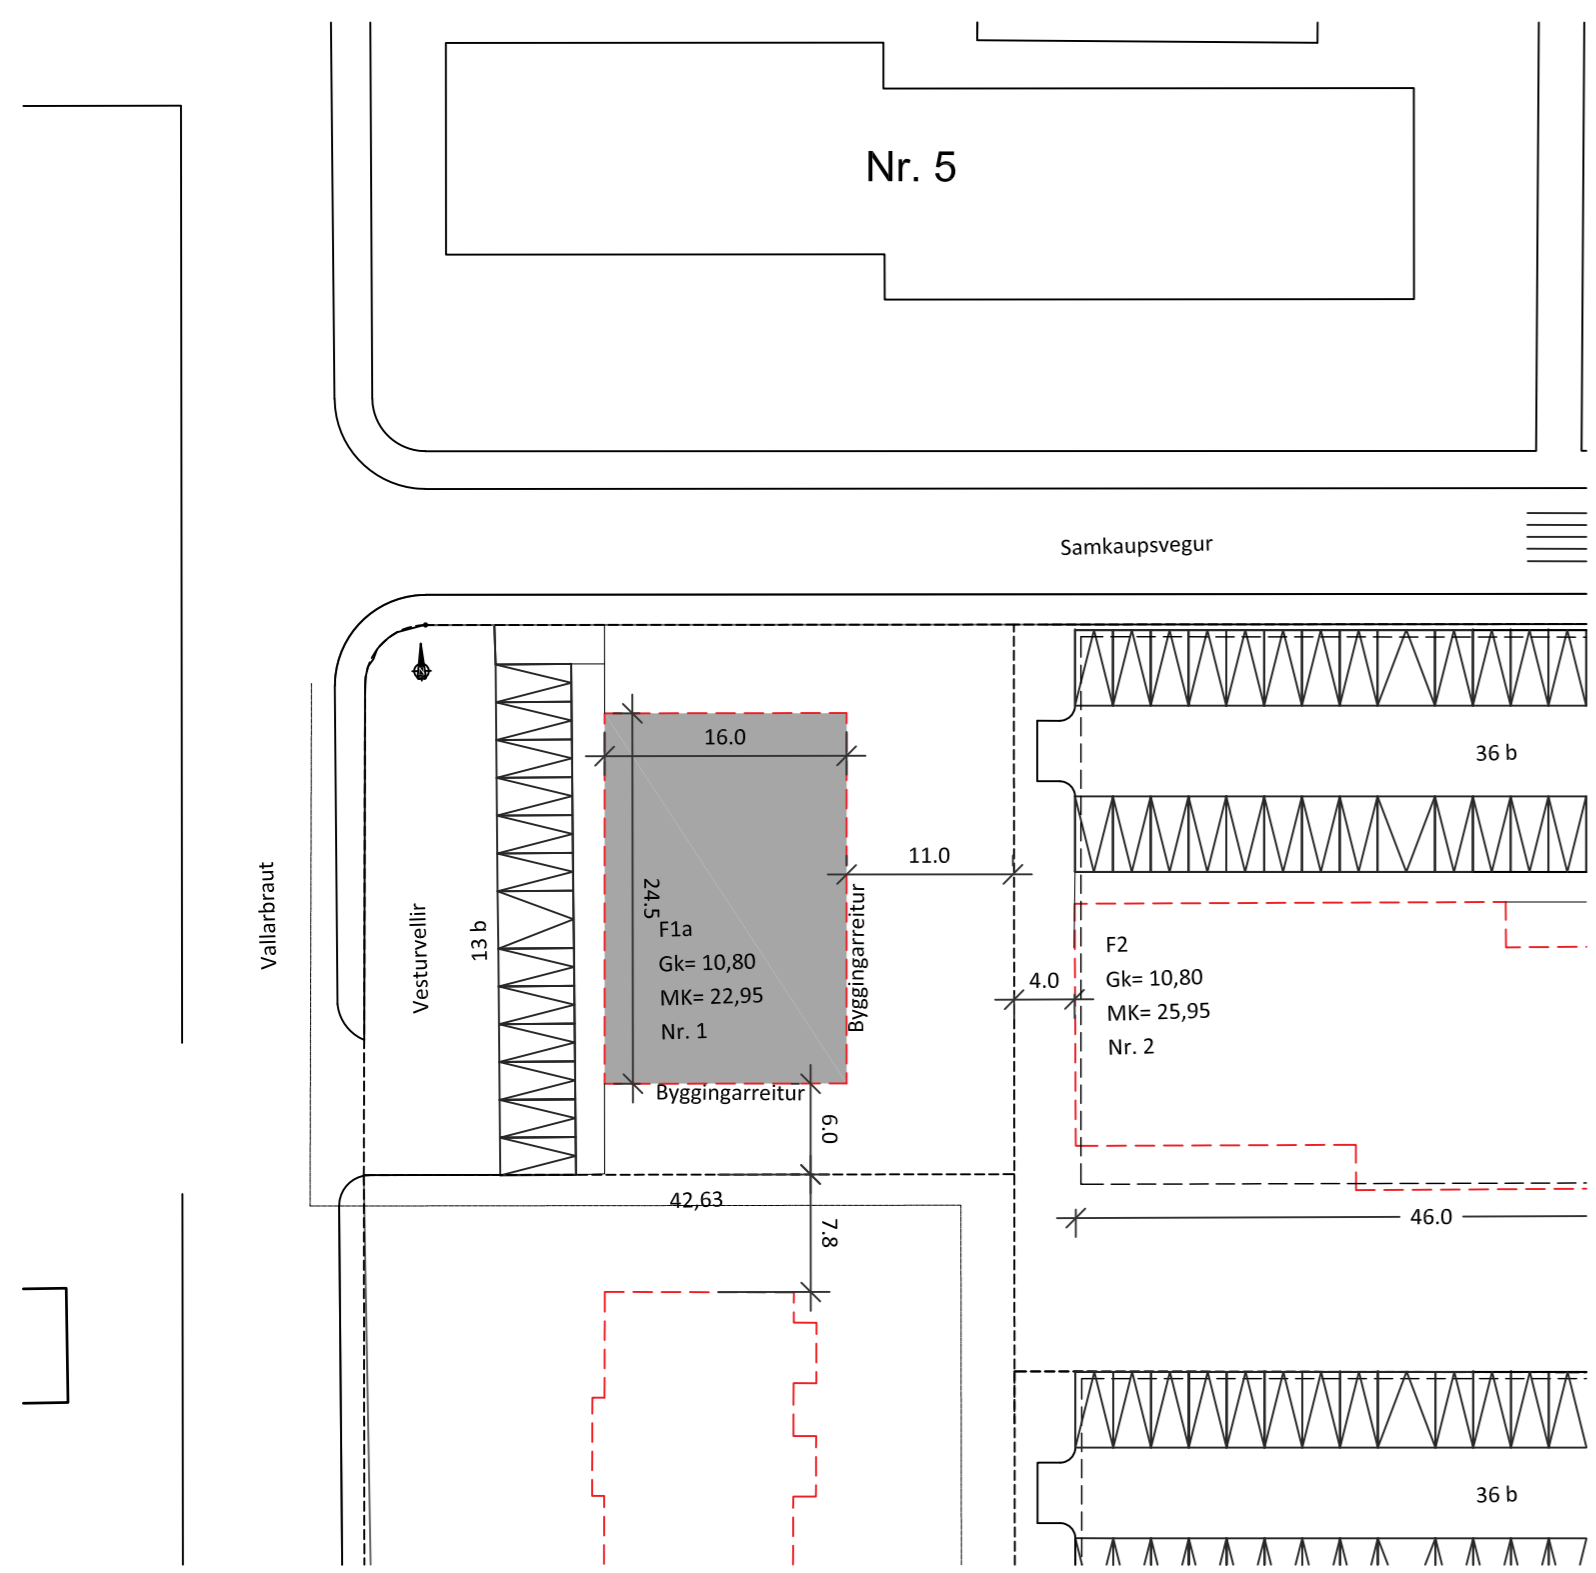 Nr. 5
Samkaupsvegur
16.0
36 b
11.0
24.5
F1a
Gk= 10,80
MK= 22,95
Nr. 1
Byggingarreitur
Byggingarreitur
Vallarbraut
Vesturvellir
13 b
4.0
F2
Gk= 10,80
MK= 25,95
Nr. 2
6.0
42,63
7.8
46.0
36 b